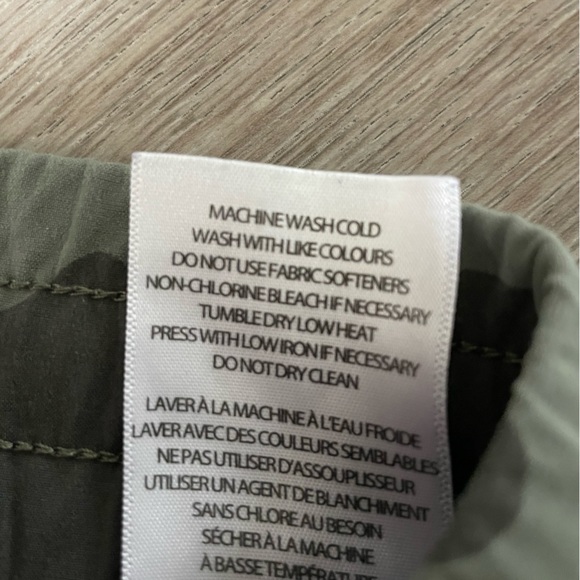 MACHINE WASH COLD
WASH WITH LIKE COLOURS
DO NOT USE FABRIC SOFTENERS
NON-CHLORINE BLEACH IF NECESSARY
TUMBLE DRY LOW HEAT
PRESS WITH LOW IRON IF NECESSARY
DO NOT DRY CLEAN
LAVER À LA MACHINE À L'EAU FROIDE
LAVER AVEC DES COULEURS SEMBLABLES
NE PAS UTILISER D'ASSOUPLISSEUR
UTILISER UN AGENT DE BLANCHIMENT
SANS CHLORE AU BESOIN
SÉCHER À LA MACHINE
À BASSE TEMPÉRATURE